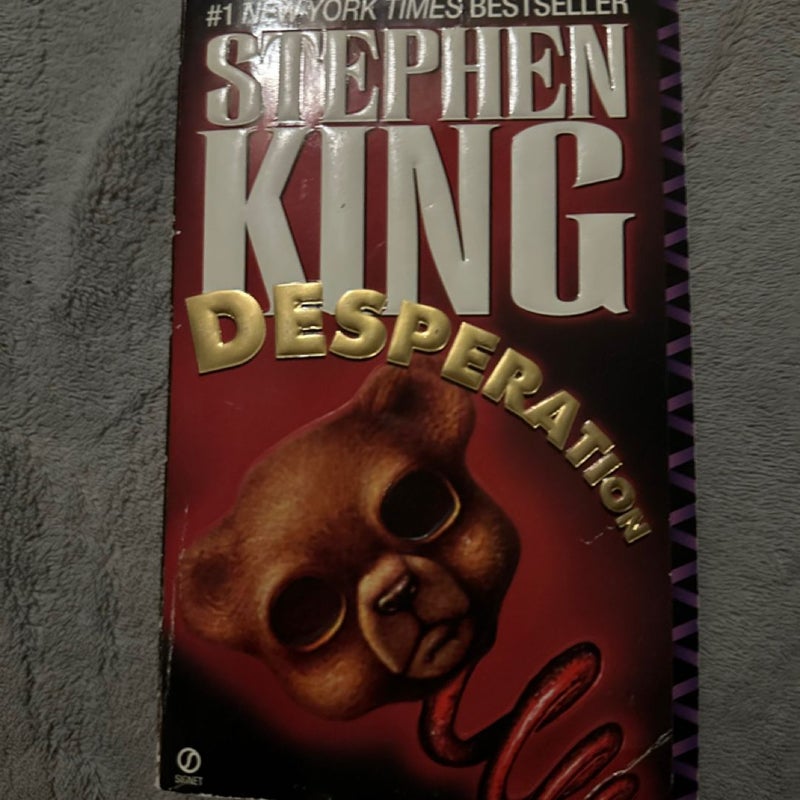 #1 NEW YORK TIMES BESTSELLER
STEPHEN
KING
DESPERATION
SIGNET